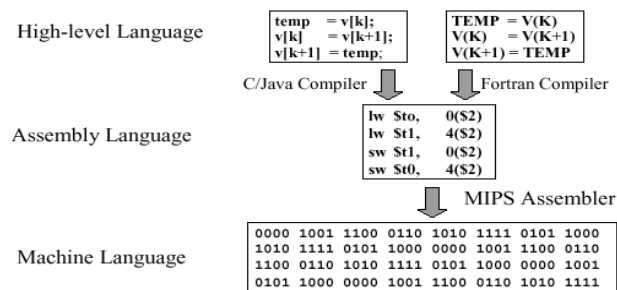 High-level Language
temp = v[k];
v[k] = v[k+1];
v[k+1] = temp;
TEMP = V(K)
V(K) = V(K+1)
V(K+1) = TEMP
C/Java Compiler
Fortran Compiler
Assembly Language
lw $to, 0($2)
lw $t1, 4($2)
sw $t1, 0($2)
sw $t0, 4($2)
MIPS Assembler
Machine Language
0000 1001 1100 0110 1010 1111 0101 1000
1010 1111 0101 1000 0000 1001 1100 0110
1100 0110 1010 1111 0101 1000 0000 1001
0101 1000 0000 1001 1100 0110 1010 1111